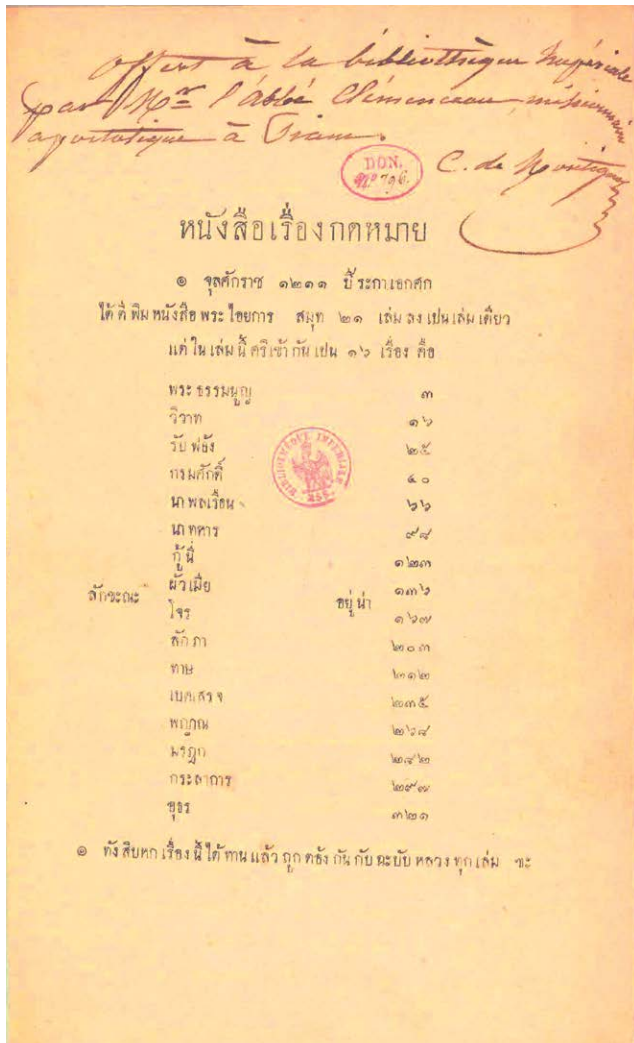 Offert à la bibliothèque Impériale
par Mr. l'abbé Clémenceau, missionnaire
apostolique à Siam.
C. de Montigny
DON.
No 796.
หนังสือเรื่องกดหมาย
๏ จุลศักราช ๑๒๑๑ ปีระกาเอกศก
ได้ตีพิมหนังสือพระไอยการ สมุท ๒๑ เล่มลงเปนเล่มเดียว
แต่ในเล่มนี้ ศรีเข้ากันเปน ๑๖ เรื่อง คือ
พระธรรมนูญ ๓
วิวาท ๑๖
รับฟ้อง ๒๕
BIBLIOTHÈQUE IMPÉRIALE
MSS.
กรมศักดิ์ ๔๐
นาพลเรือน ๖๖
นาทหาร ๙๘
กู้นี่ ๑๒๓
ลักขณะ ผัวเมีย อยู่น่า ๑๓๖
โจร ๑๖๗
ลักภา ๒๐๓
ทาษ ๒๑๒
เบดเสรจ ๒๓๕
พญาณ ๒๖๘
มรฎก ๒๘๒
กระลาการ ๒๙๗
อุธร ๓๒๑
๏ ทังสิบหกเรื่องนี้ได้ทานแล้ว ถูกต้องกันกับฉะบับหลวงทุกเล่ม ๚ะ